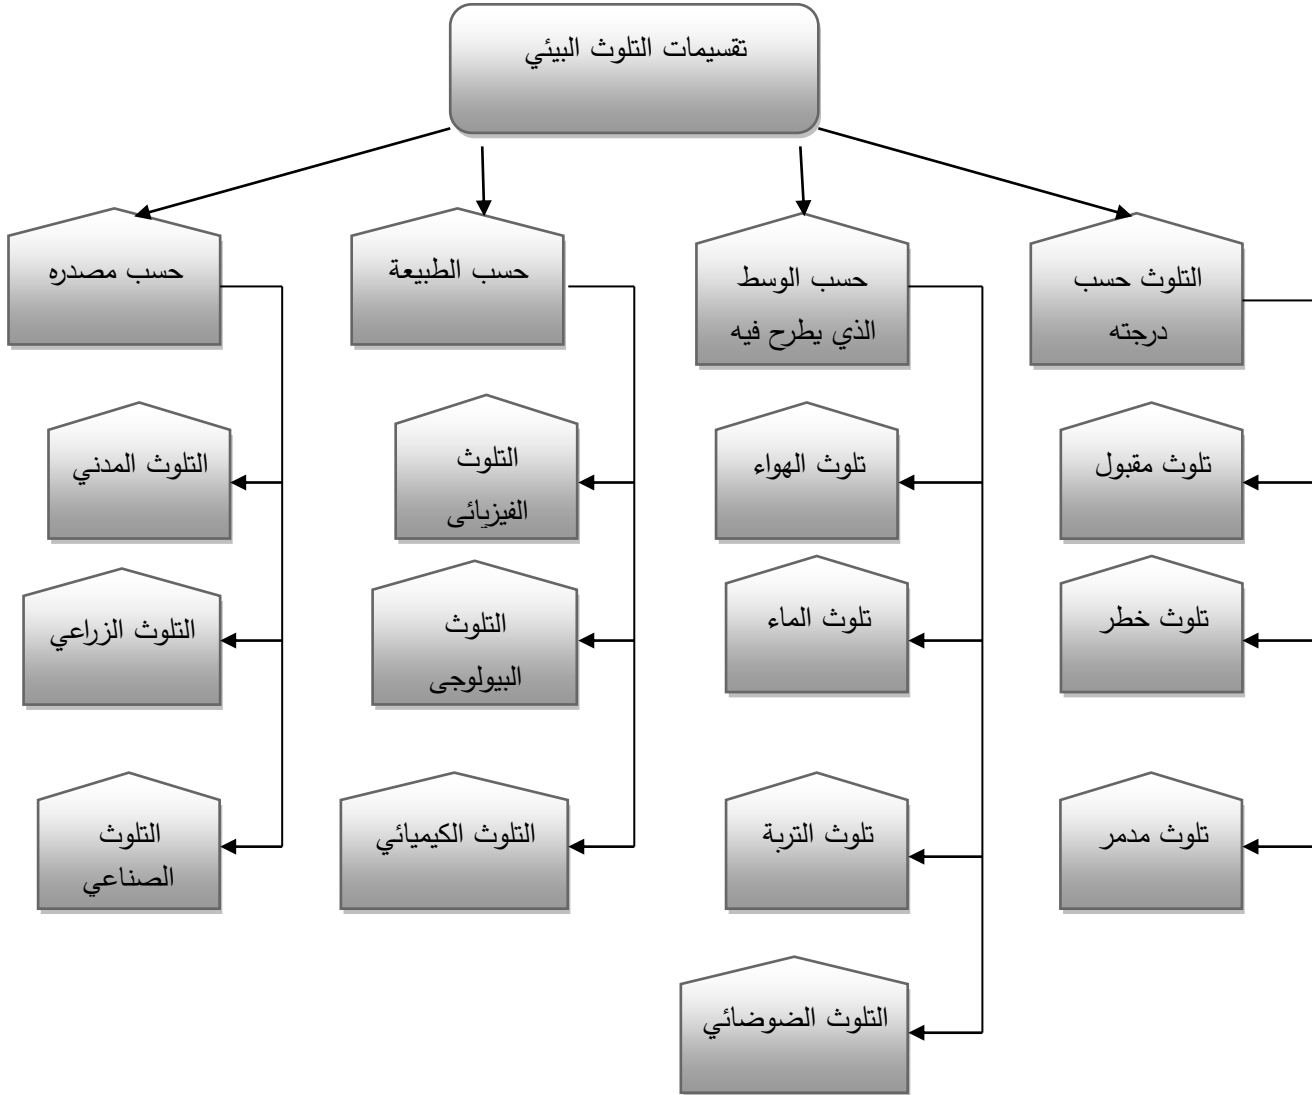 تقسيمات التلوث البيئي
التلوث حسب
درجته
حسب الوسط
الذي يطرح فيه
حسب الطبيعة
حسب مصدره
تلوث مقبول
تلوث الهواء
التلوث
الفيزيائي
التلوث المدني
تلوث خطر
تلوث الماء
التلوث
البيولوجي
التلوث الزراعي
تلوث مدمر
تلوث التربة
التلوث الكيميائي
التلوث
الصناعي
التلوث الضوضائي